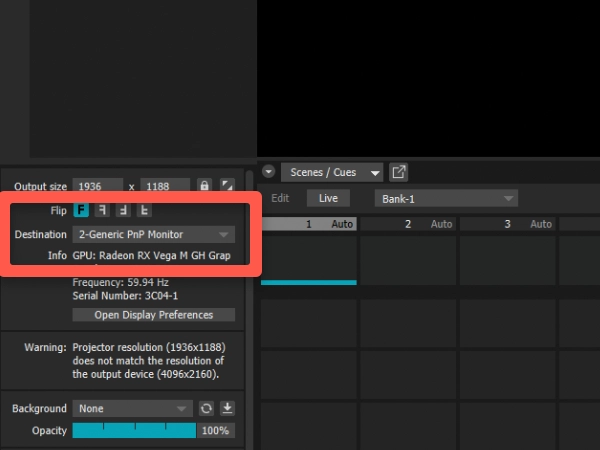 Output size 1936 x 1188
Scenes / Cues
Flip F F F F
Edit Live Bank-1
Destination 2-Generic PnP Monitor
1 Auto 2 Auto 3 Auto
Info GPU: Radeon RX Vega M GH Grap
Frequency: 59.94 Hz
Serial Number: 3C04-1
Open Display Preferences
Warning: Projector resolution (1936x1188)
does not match the resolution of
the output device (4096x2160).
Background None
Opacity 100%